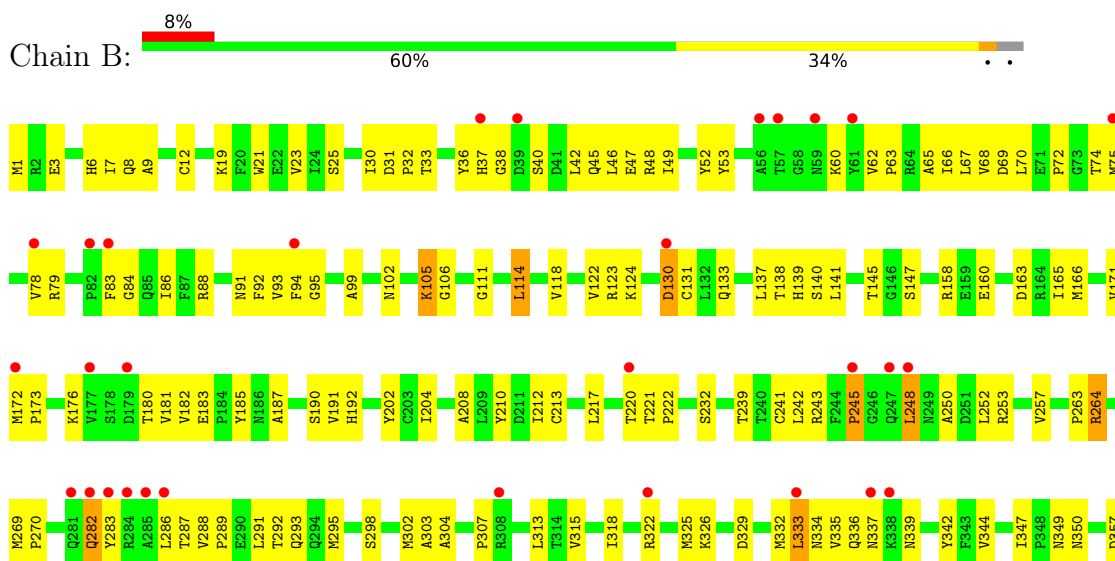 8%
Chain B:
60% 34% • •
M1 R2 E3 H6 I7 Q8 A9 C12 K19 F20 W21 E22 V23 I24 S25 I30 D31 P32 T33 Y36 H37 G38 D39 S40 D41 L42 Q45 L46 E47 R48 I49 Y52 Y53 A56 T57 G58 N59 K60 Y61 V62 P63 R64 A65 I66 L67 V68 D69 L70 E71 P72 G73 T74 M75
V78 R79 P82 F83 G84 Q85 I86 F87 R88 N91 F92 V93 F94 G95 A99 N102 K105 G106 G111 L114 V118 V122 R123 K124 D130 C131 L132 Q133 L137 T138 H139 S140 L141 T145 G146 S147 R158 E159 E160 D163 R164 I165 M166 V171
M172 P173 K176 V177 S178 D179 T180 V181 V182 E183 P184 Y185 N186 A187 S190 V191 H192 Y202 C203 I204 A208 L209 Y210 D211 I212 C213 L217 T220 T221 P222 S232 T239 T240 C241 L242 R243 F244 P245 G246 Q247 L248 N249 A250 D251 L252 R253 V257 P263 R264
M269 P270 Q281 Q282 Y283 R284 A285 L286 T287 V288 P289 E290 L291 T292 Q293 Q294 M295 S298 M302 A303 A304 P307 R308 L313 T314 V315 I318 R322 M325 K326 D329 M332 L333 N334 V335 Q336 N337 K338 N339 Y342 F343 V344 I347 P348 N349 N350 D357